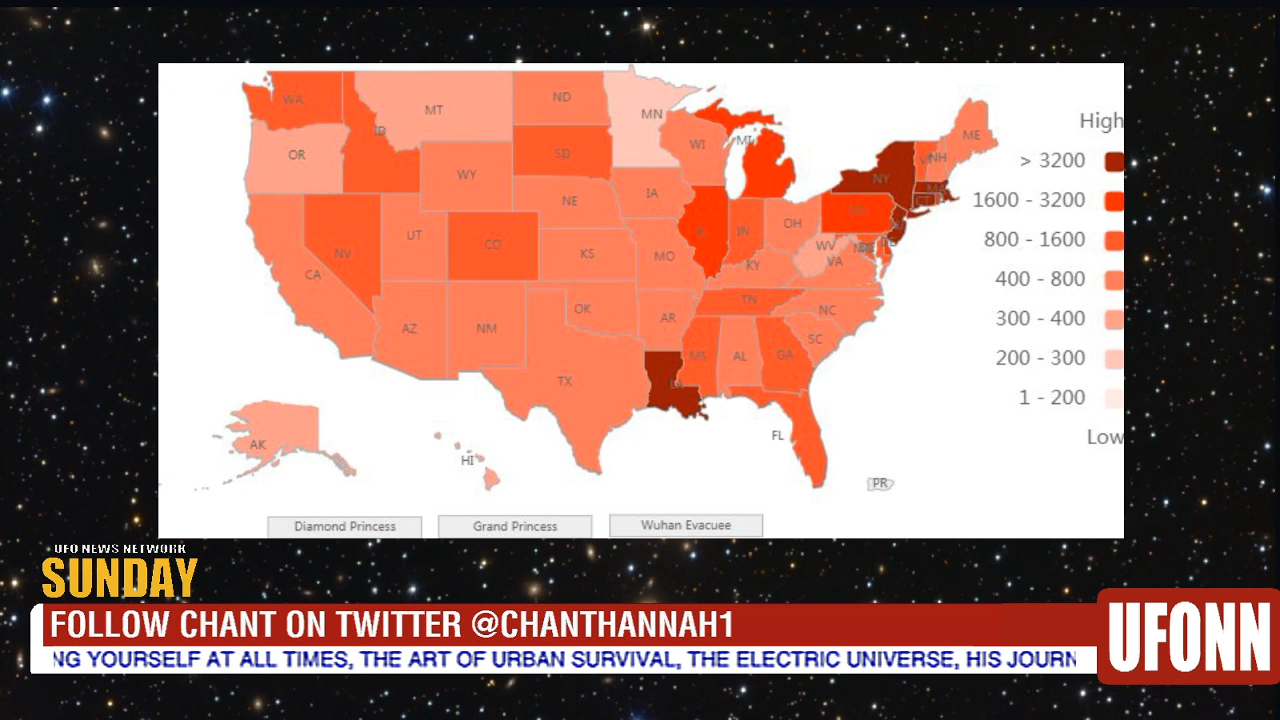 WA
MT
ND
MN
ID
OR
SD
WI
MI
ME
NH
High
WY
NY
MA
CT
> 3200
NE
IA
1600 - 3200
NV
UT
CO
IN
OH
800 - 1600
CA
KS
MO
KY
WV
VA
400 - 800
AZ
NM
OK
AR
TN
NC
300 - 400
TX
MS
AL
GA
SC
200 - 300
LA
1 - 200
AK
HI
FL
PR
Low
Diamond Princess
Grand Princess
Wuhan Evacuee
UFO NEWS NETWORK
SUNDAY
FOLLOW CHANT ON TWITTER @CHANTHANNAH1
UFONN
NG YOURSELF AT ALL TIMES, THE ART OF URBAN SURVIVAL, THE ELECTRIC UNIVERSE, HIS JOURN